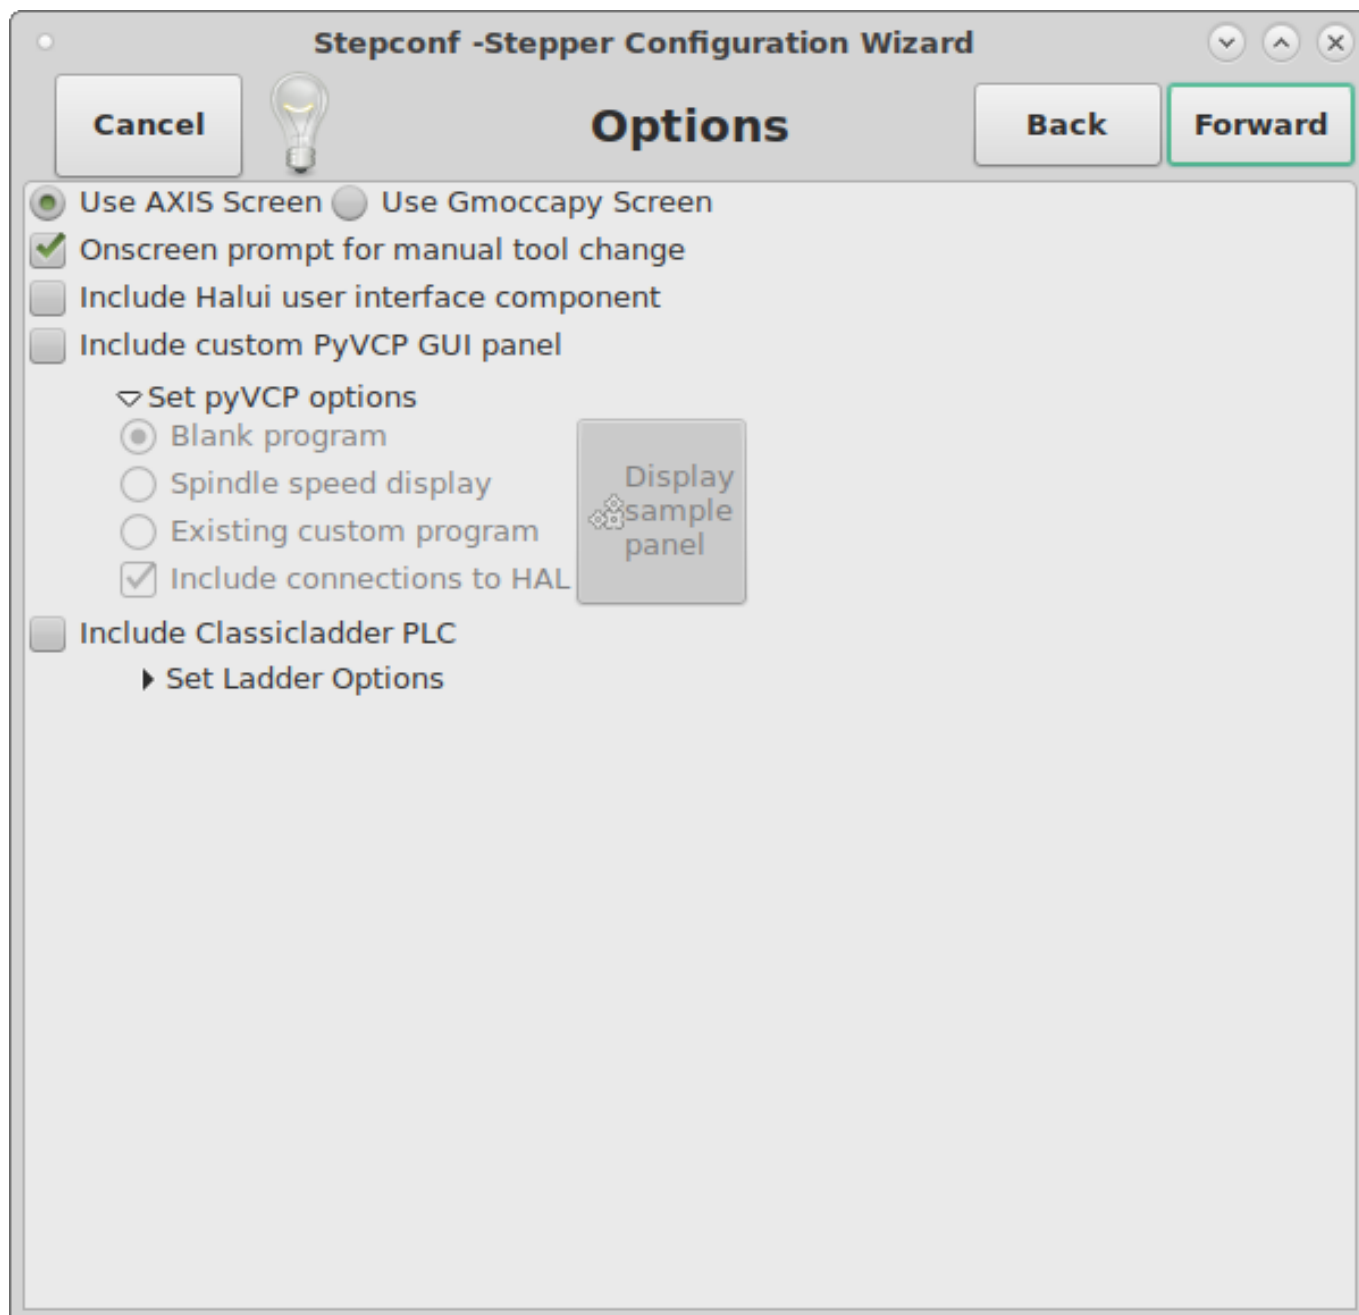 Stepconf -Stepper Configuration Wizard
Cancel
Options
Back
Forward
Use AXIS Screen
Use Gmoccapy Screen
Onscreen prompt for manual tool change
Include Halui user interface component
Include custom PyVCP GUI panel
Set pyVCP options
Blank program
Spindle speed display
Existing custom program
Include connections to HAL
Display
sample
panel
Include Classicladder PLC
Set Ladder Options